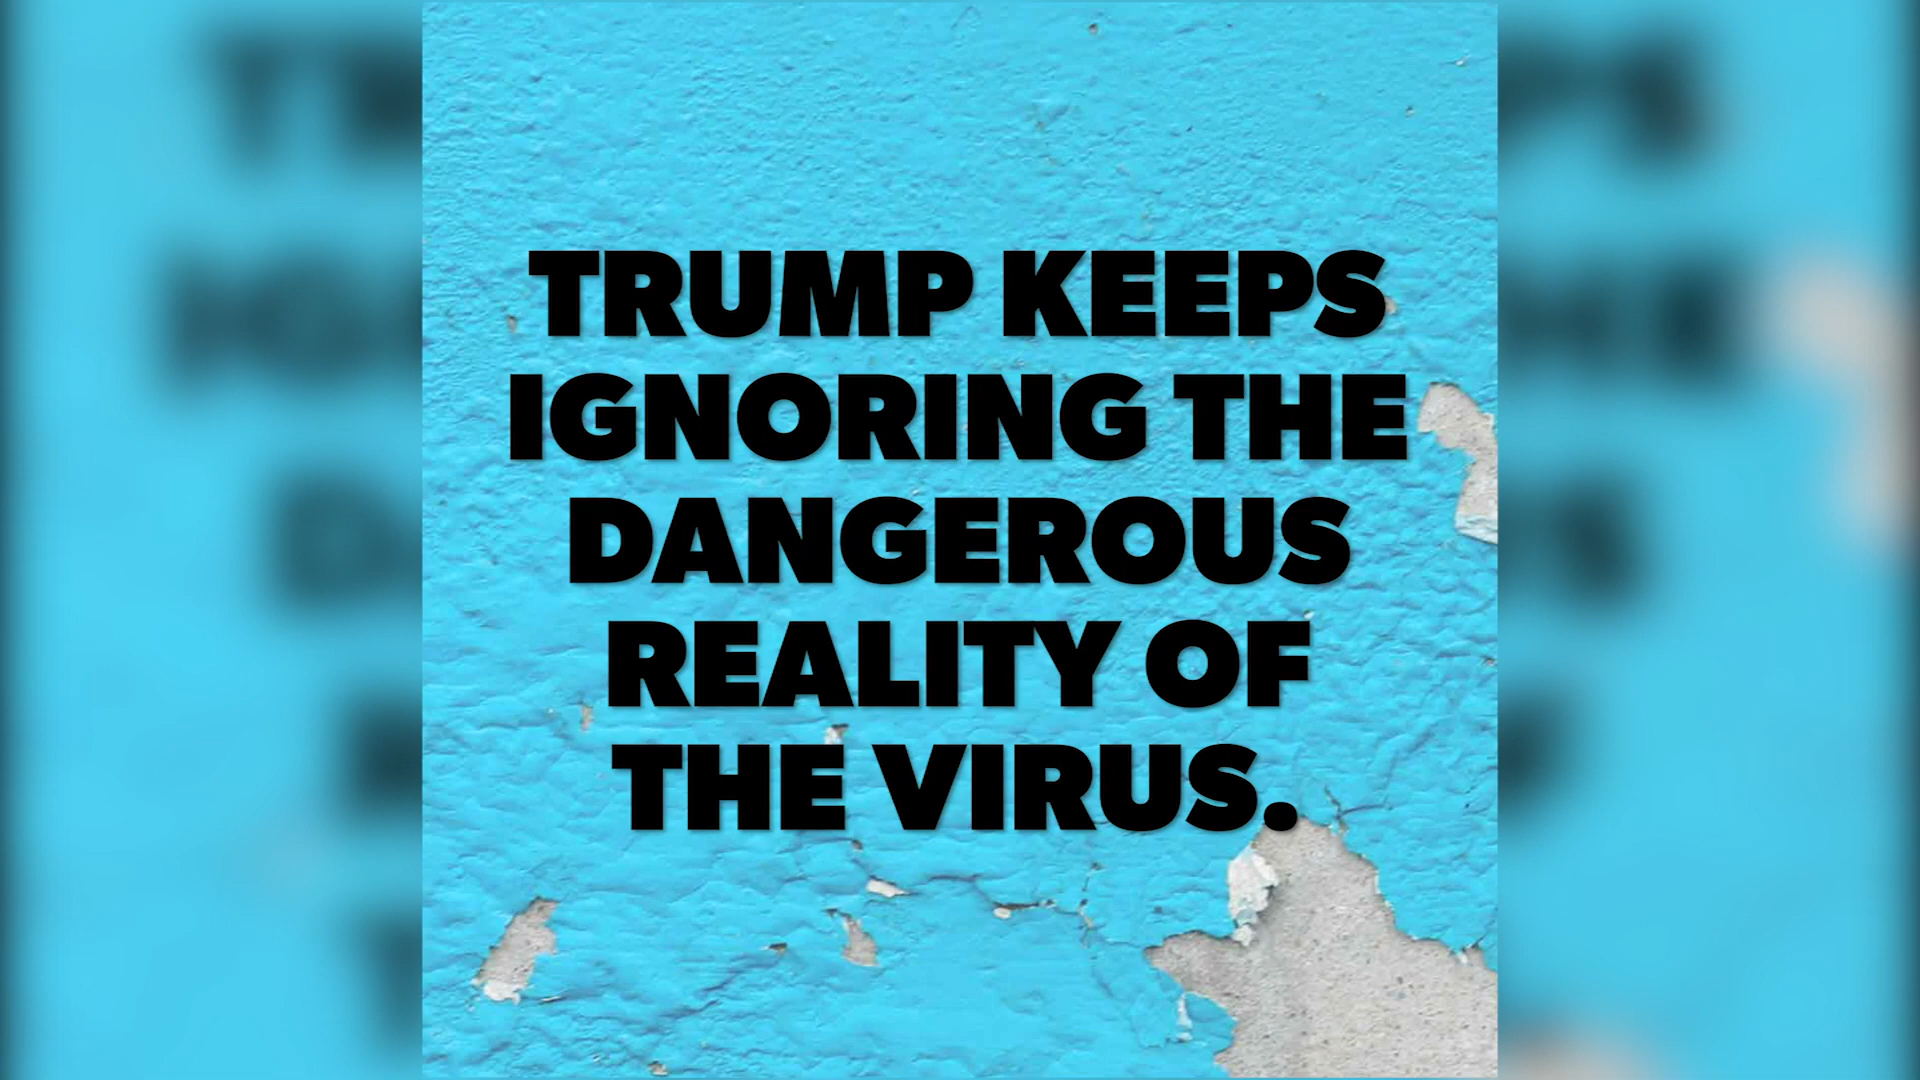 TRUMP KEEPS
IGNORING THE
DANGEROUS
REALITY OF
THE VIRUS.